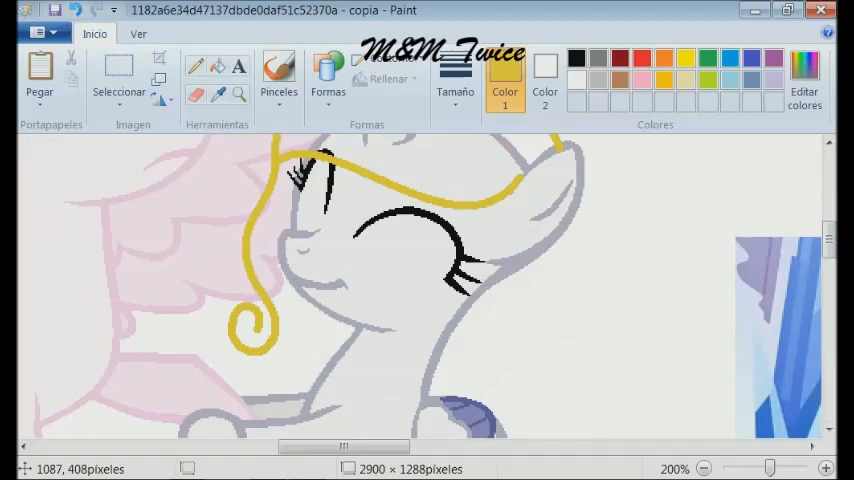 1182a6e34d47137dbde0daf51c52370a - copia - Paint
Inicio Ver
M&M Twice
Pegar
Seleccionar
Pinceles
Formas
Contorno
Rellenar
Tamaño
Color 1
Color 2
Editar colores
Portapapeles
Imagen
Herramientas
Formas
Colores
1087, 408píxeles
2900 × 1288píxeles
200%